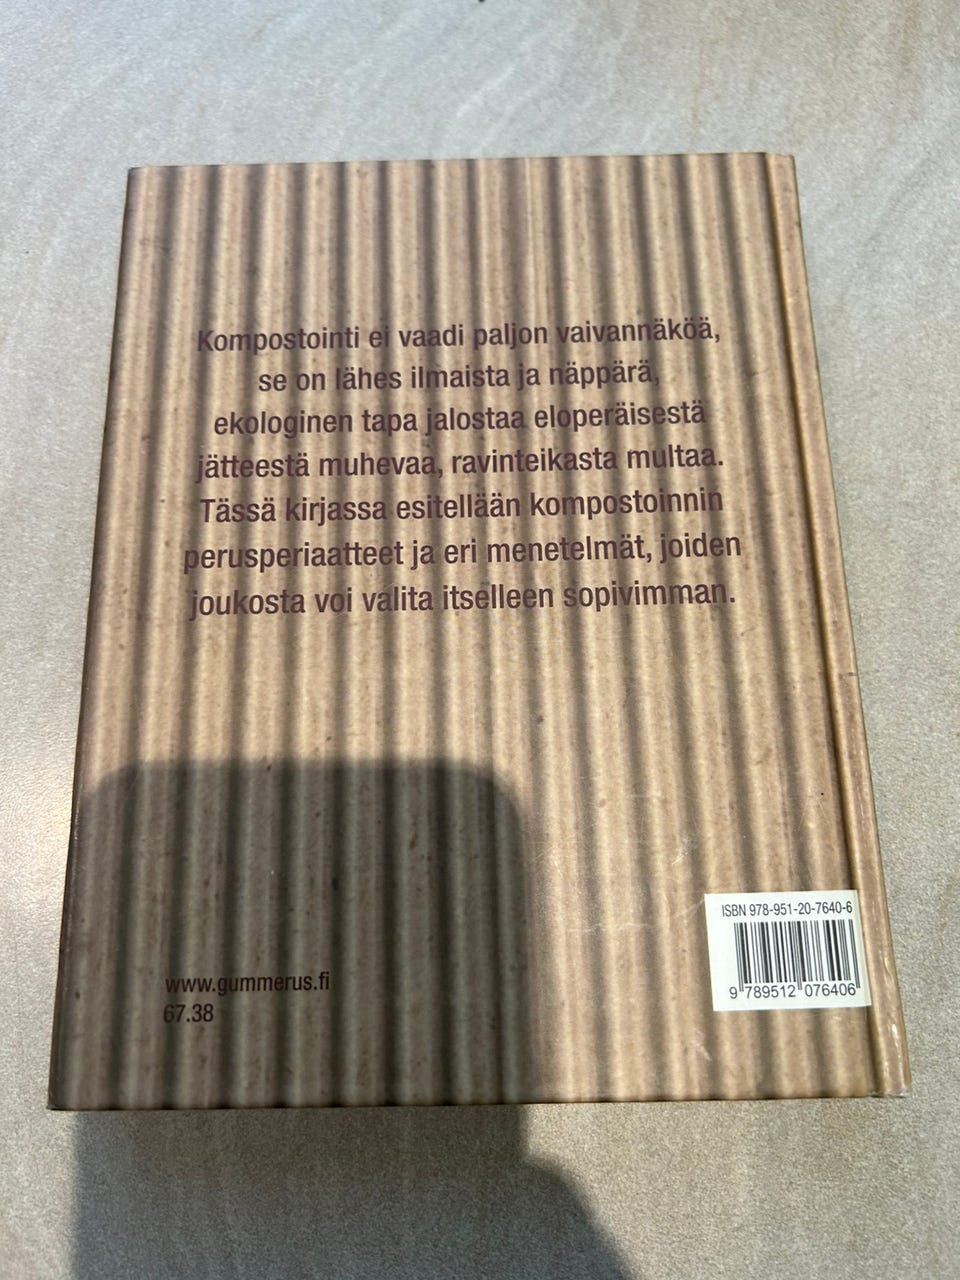 Kompostointi ei vaadi paljon vaivannäköä,
se on lähes ilmaista ja näppärä,
ekologinen tapa jalostaa eloperäisestä
jätteestä muhevaa, ravinteikasta multaa.
Tässä kirjassa esitellään kompostoinnin
perusperiaatteet ja eri menetelmät, joiden
joukosta voi valita itselleen sopivimman.
www.gummerus.fi
67.38
ISBN 978-951-20-7640-6
9 789512 076406